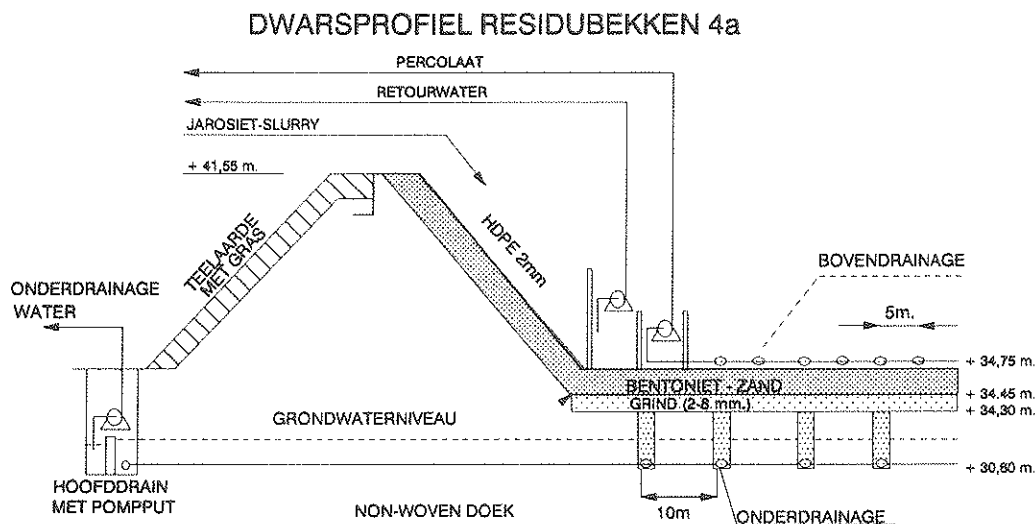 DWARSPROFIEL RESIDUBEKKEN 4a
PERCOLAAT
RETOURWATER
JAROSIET-SLURRY
+ 41,55 m.
TEELAARDE
MET GRAS
HDPE 2mm
BOVENDRAINAGE
ONDERDRAINAGE
WATER
5m.
+ 34,75 m.
BENTONIET - ZAND
+ 34.45 m.
GRIND (2-8 mm.)
+ 34,30 m.
GRONDWATERNIVEAU
+ 30,60 m.
HOOFDDRAIN
MET POMPPUT
NON-WOVEN DOEK
10m
ONDERDRAINAGE